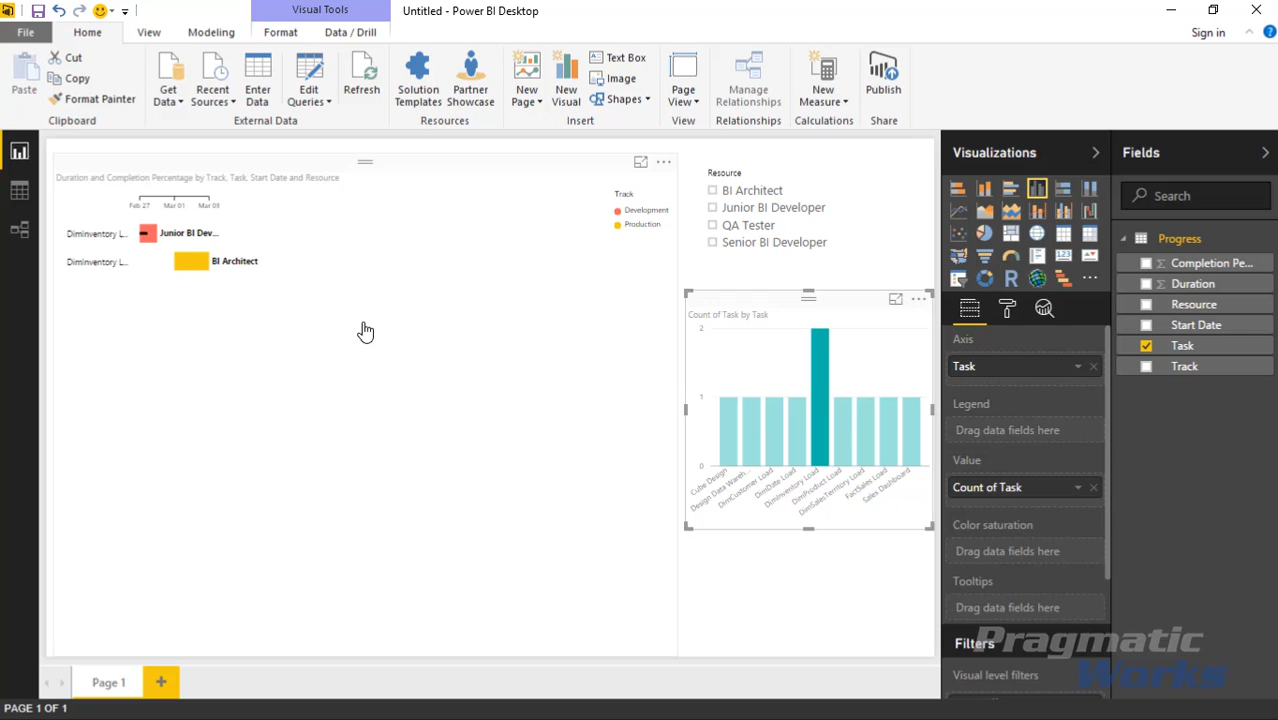 Visual Tools
Untitled - Power BI Desktop
File
Home
View
Modeling
Format
Data / Drill
Sign in
Paste
Cut
Copy
Format Painter
Clipboard
Get
Data
Recent
Sources
Enter
Data
Edit
Queries
Refresh
External Data
Solution
Templates
Partner
Showcase
Resources
New
Page
New
Visual
Text Box
Image
Shapes
Insert
Page
View
View
Manage
Relationships
Relationships
New
Measure
Calculations
Publish
Share
Duration and Completion Percentage by Track, Task, Start Date and Resource
Feb 27 Mar 01 Mar 03
DimInventory L... Junior BI Dev...
DimInventory L... BI Architect
Track
Development
Production
Resource
BI Architect
Junior BI Developer
QA Tester
Senior BI Developer
Count of Task by Task
2
1
0
Cube Design
Design Data Wareh...
DimCustomer Load
DimDate Load
DimInventory Load
DimProduct Load
DimSalesTerritory Load
FactSales Load
Sales Dashboard
Visualizations
R
Axis
Task
Legend
Drag data fields here
Value
Count of Task
Color saturation
Drag data fields here
Tooltips
Drag data fields here
Filters
Visual level filters
Fields
Search
Progress
Σ Completion Pe...
Σ Duration
Resource
Start Date
Task
Track
Pragmatic
Works
Page 1
PAGE 1 OF 1